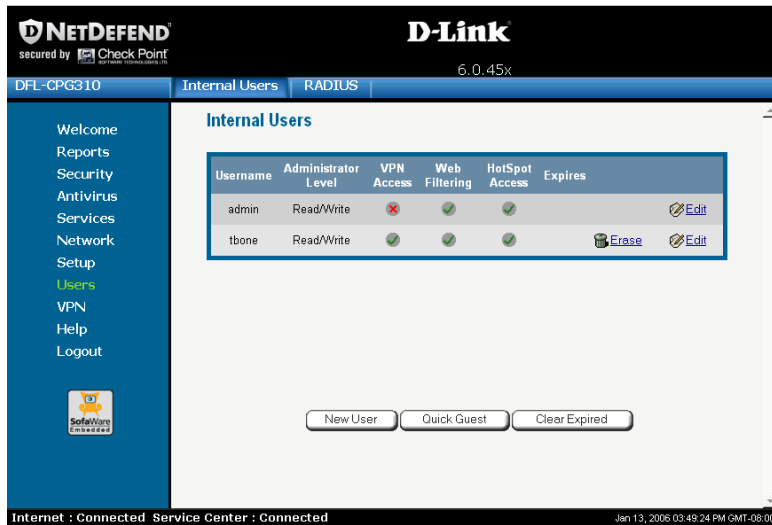 D NETDEFEND
secured by Check Point
SOFTWARE TECHNOLOGIES LTD.
D-Link
6.0.45x
DFL-CPG310
Internal Users RADIUS
Welcome
Reports
Security
Antivirus
Services
Network
Setup
Users
VPN
Help
Logout
SofaWare
Embedded
Internal Users
Username Administrator Level VPN Access Web Filtering HotSpot Access Expires
admin Read/Write Edit
tbone Read/Write Erase Edit
New User Quick Guest Clear Expired
Internet : Connected Service Center : Connected
Jan 13, 2006 03:49:24 PM GMT-08:00